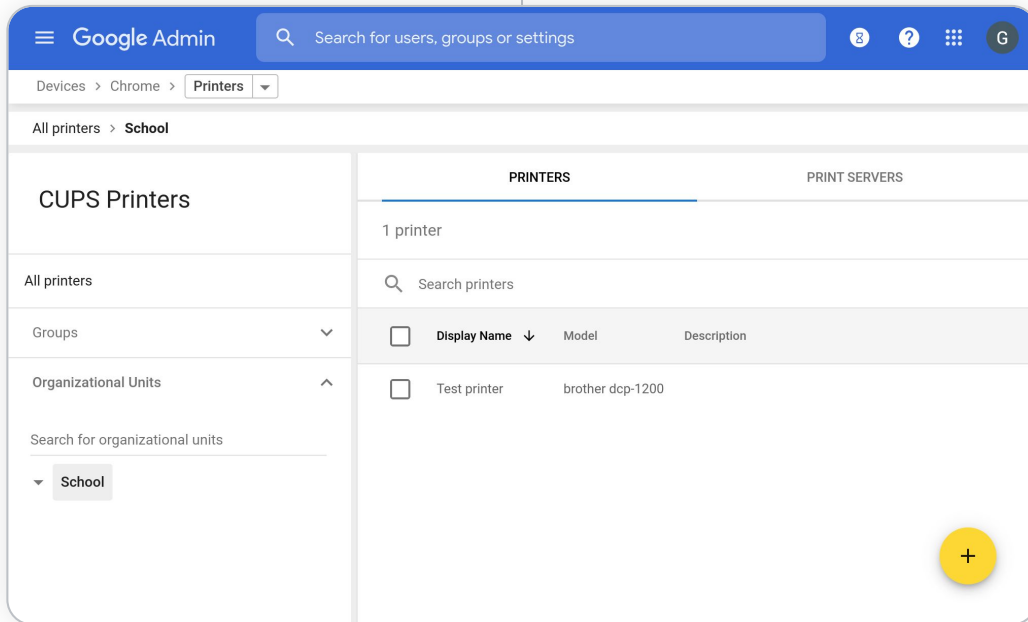 Google Admin Search for users, groups or settings G
Devices > Chrome > Printers
All printers > School
CUPS Printers
All printers
Groups
Organizational Units
Search for organizational units
School
PRINTERS PRINT SERVERS
1 printer
Search printers
Display Name Model Description
Test printer brother dcp-1200